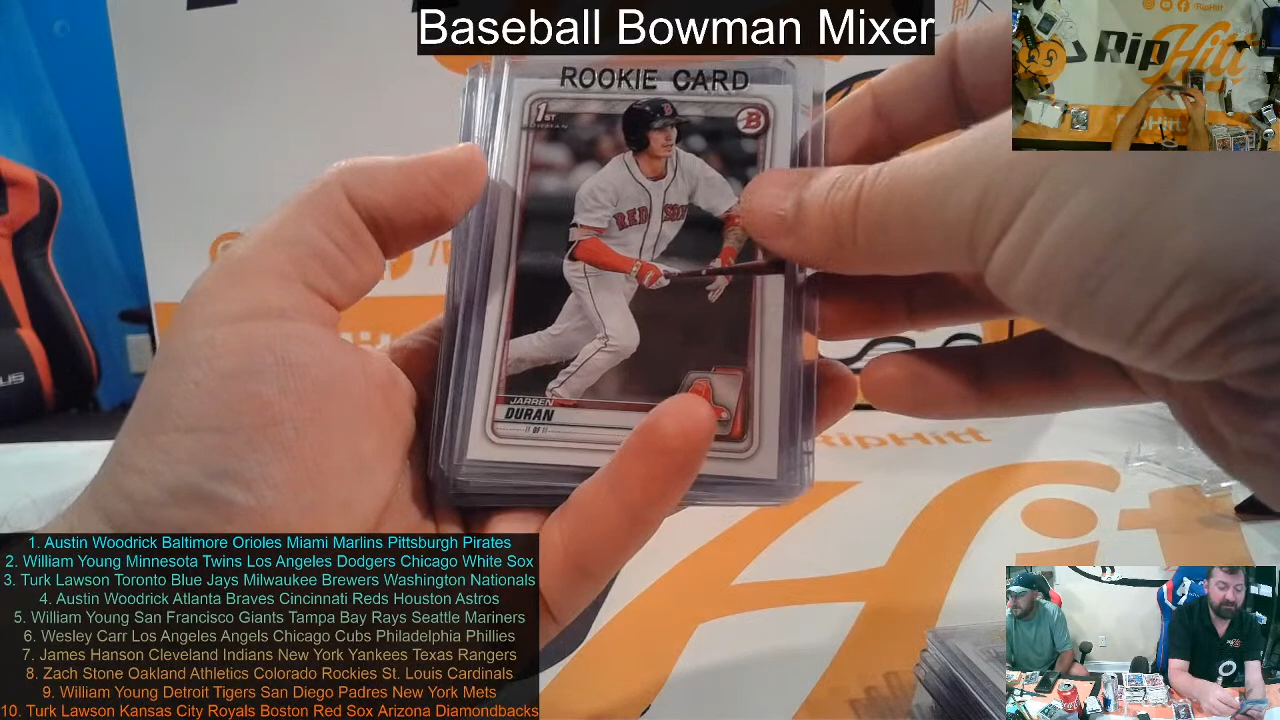 Baseball Bowman Mixer
RipHitt
RipHitt
RipHitt
ROOKIE CARD
1ST
BOWMAN
B
RED SOX
JARREN
DURAN
OF
RipHitt
Hitt
1. Austin Woodrick Baltimore Orioles Miami Marlins Pittsburgh Pirates
2. William Young Minnesota Twins Los Angeles Dodgers Chicago White Sox
3. Turk Lawson Toronto Blue Jays Milwaukee Brewers Washington Nationals
4. Austin Woodrick Atlanta Braves Cincinnati Reds Houston Astros
5. William Young San Francisco Giants Tampa Bay Rays Seattle Mariners
6. Wesley Carr Los Angeles Angels Chicago Cubs Philadelphia Phillies
7. James Hanson Cleveland Indians New York Yankees Texas Rangers
8. Zach Stone Oakland Athletics Colorado Rockies St. Louis Cardinals
9. William Young Detroit Tigers San Diego Padres New York Mets
10. Turk Lawson Kansas City Royals Boston Red Sox Arizona Diamondbacks